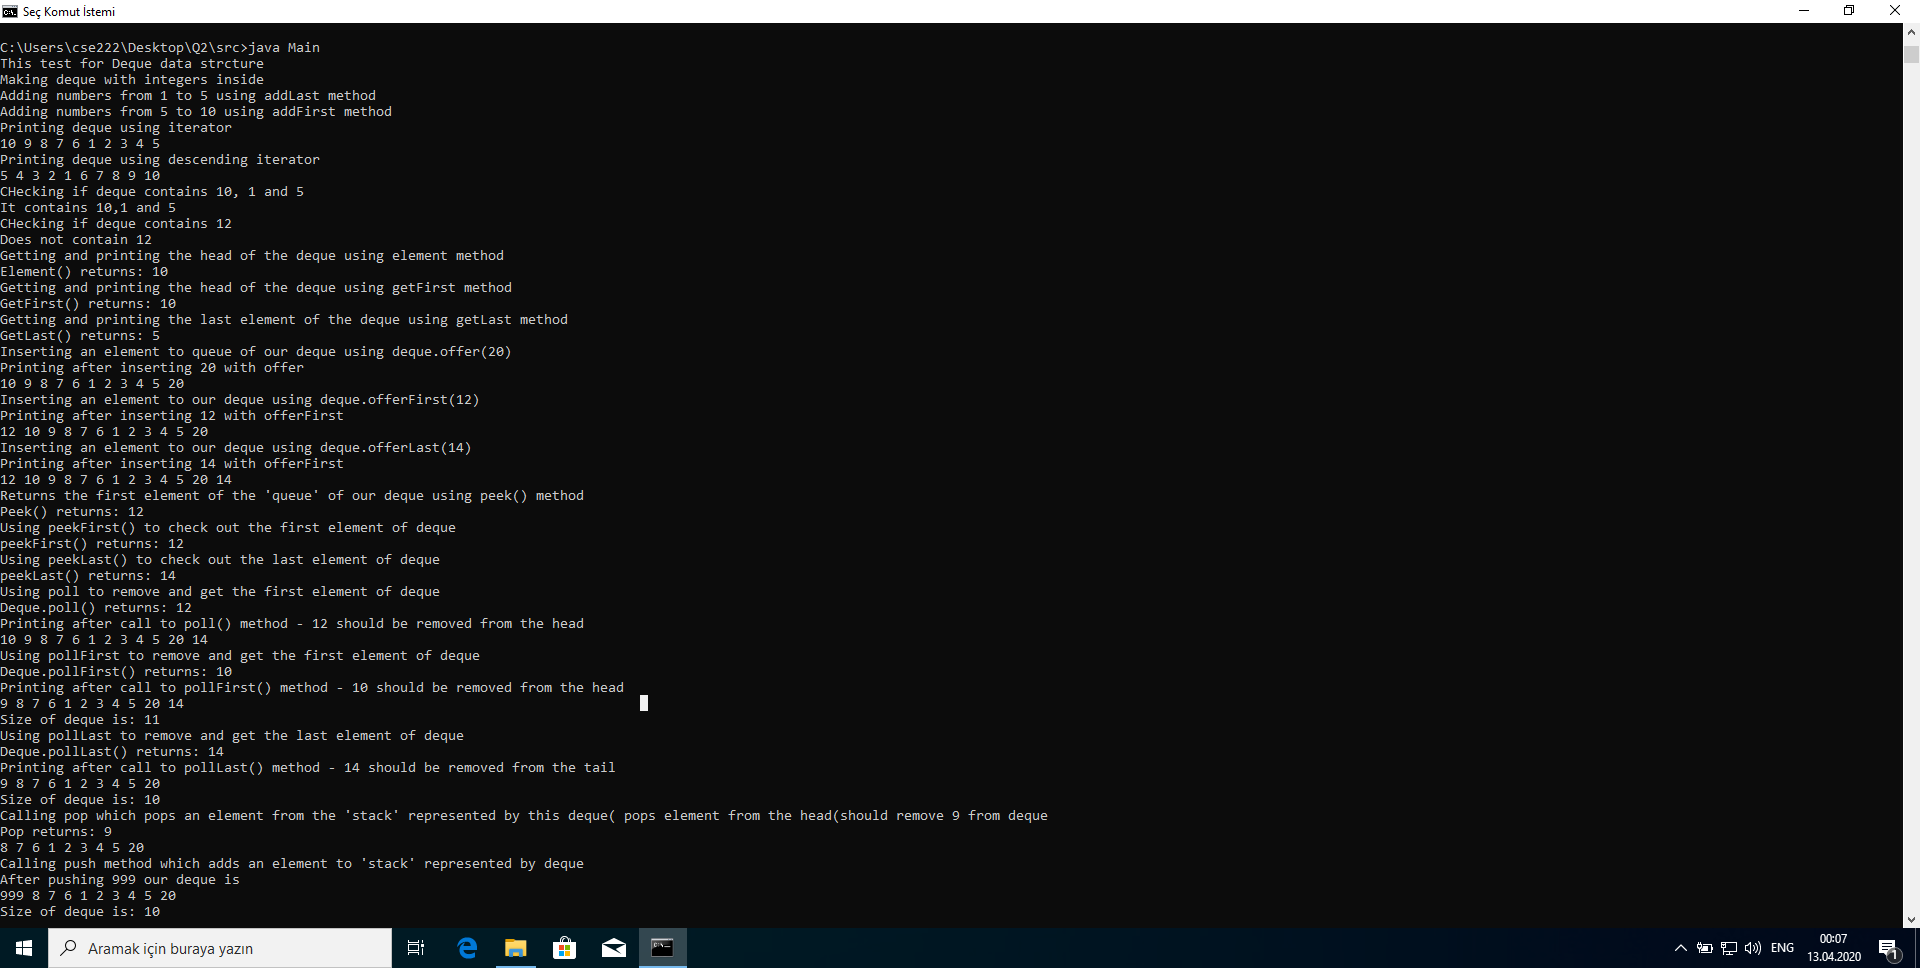 Seç Komut İstemi
C:\Users\cse222\Desktop\Q2\src>java Main
This test for Deque data strcture
Making deque with integers inside
Adding numbers from 1 to 5 using addLast method
Adding numbers from 5 to 10 using addFirst method
Printing deque using iterator
10 9 8 7 6 1 2 3 4 5
Printing deque using descending iterator
5 4 3 2 1 6 7 8 9 10
CHecking if deque contains 10, 1 and 5
It contains 10,1 and 5
CHecking if deque contains 12
Does not contain 12
Getting and printing the head of the deque using element method
Element() returns: 10
Getting and printing the head of the deque using getFirst method
GetFirst() returns: 10
Getting and printing the last element of the deque using getLast method
GetLast() returns: 5
Inserting an element to queue of our deque using deque.offer(20)
Printing after inserting 20 with offer
10 9 8 7 6 1 2 3 4 5 20
Inserting an element to our deque using deque.offerFirst(12)
Printing after inserting 12 with offerFirst
12 10 9 8 7 6 1 2 3 4 5 20
Inserting an element to our deque using deque.offerLast(14)
Printing after inserting 14 with offerFirst
12 10 9 8 7 6 1 2 3 4 5 20 14
Returns the first element of the 'queue' of our deque using peek() method
Peek() returns: 12
Using peekFirst() to check out the first element of deque
peekFirst() returns: 12
Using peekLast() to check out the last element of deque
peekLast() returns: 14
Using poll to remove and get the first element of deque
Deque.poll() returns: 12
Printing after call to poll() method - 12 should be removed from the head
10 9 8 7 6 1 2 3 4 5 20 14
Using pollFirst to remove and get the first element of deque
Deque.pollFirst() returns: 10
Printing after call to pollFirst() method - 10 should be removed from the head
9 8 7 6 1 2 3 4 5 20 14
Size of deque is: 11
Using pollLast to remove and get the last element of deque
Deque.pollLast() returns: 14
Printing after call to pollLast() method - 14 should be removed from the tail
9 8 7 6 1 2 3 4 5 20
Size of deque is: 10
Calling pop which pops an element from the 'stack' represented by this deque( pops element from the head(should remove 9 from deque
Pop returns: 9
8 7 6 1 2 3 4 5 20
Calling push method which adds an element to 'stack' represented by deque
After pushing 999 our deque is
999 8 7 6 1 2 3 4 5 20
Size of deque is: 10
Aramak için buraya yazın
ENG
00:07
13.04.2020
1